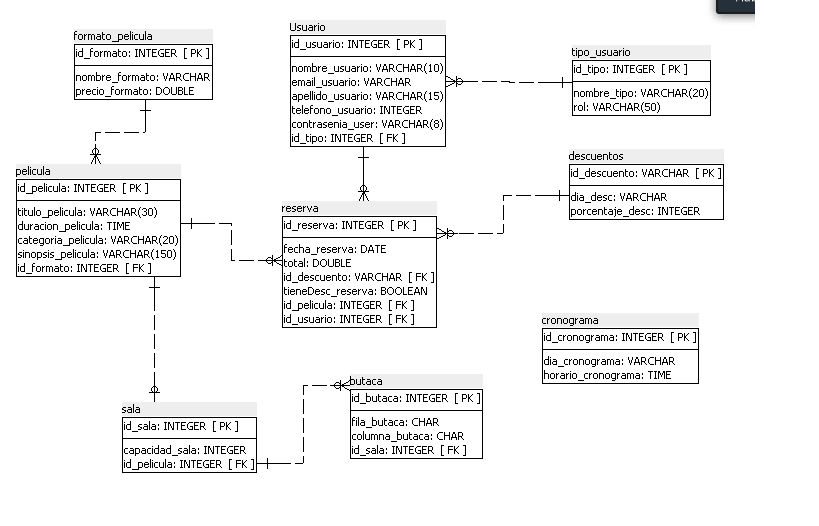 formato_pelicula
id_formato: INTEGER [ PK ]
nombre_formato: VARCHAR
precio_formato: DOUBLE
Usuario
id_usuario: INTEGER [ PK ]
nombre_usuario: VARCHAR(10)
email_usuario: VARCHAR
apellido_usuario: VARCHAR(15)
telefono_usuario: INTEGER
contrasenia_user: VARCHAR(8)
id_tipo: INTEGER [ FK ]
tipo_usuario
id_tipo: INTEGER [ PK ]
nombre_tipo: VARCHAR(20)
rol: VARCHAR(50)
pelicula
id_pelicula: INTEGER [ PK ]
titulo_pelicula: VARCHAR(30)
duracion_pelicula: TIME
categoria_pelicula: VARCHAR(20)
sinopsis_pelicula: VARCHAR(150)
id_formato: INTEGER [ FK ]
descuentos
id_descuento: VARCHAR [ PK ]
dia_desc: VARCHAR
porcentaje_desc: INTEGER
reserva
id_reserva: INTEGER [ PK ]
fecha_reserva: DATE
total: DOUBLE
id_descuento: VARCHAR [ FK ]
tieneDesc_reserva: BOOLEAN
id_pelicula: INTEGER [ FK ]
id_usuario: INTEGER [ FK ]
cronograma
id_cronograma: INTEGER [ PK ]
dia_cronograma: VARCHAR
horario_cronograma: TIME
butaca
id_butaca: INTEGER [ PK ]
fila_butaca: CHAR
columna_butaca: CHAR
id_sala: INTEGER [ FK ]
sala
id_sala: INTEGER [ PK ]
capacidad_sala: INTEGER
id_pelicula: INTEGER [ FK ]